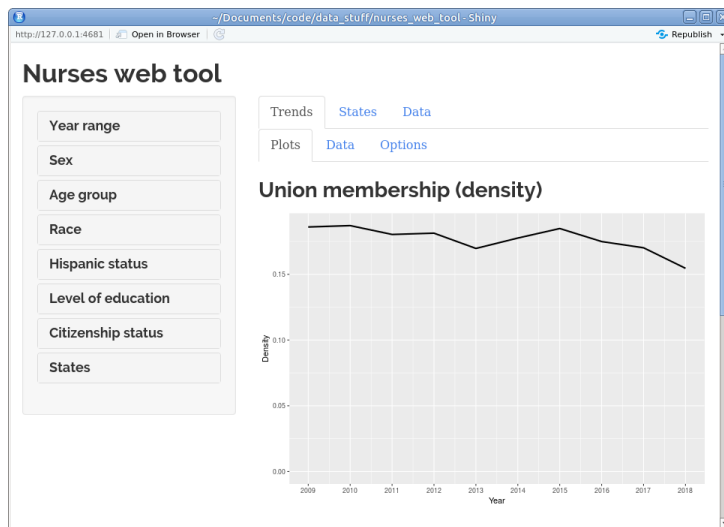 ~/Documents/code/data_stuff/nurses_web_tool - Shiny
http://127.0.0.1:4681 Open in Browser Republish
Nurses web tool
Year range
Sex
Age group
Race
Hispanic status
Level of education
Citizenship status
States
Trends States Data
Plots Data Options
Union membership (density)
0.15
0.10
0.05
0.00
Density
2009 2010 2011 2012 2013 2014 2015 2016 2017 2018
Year